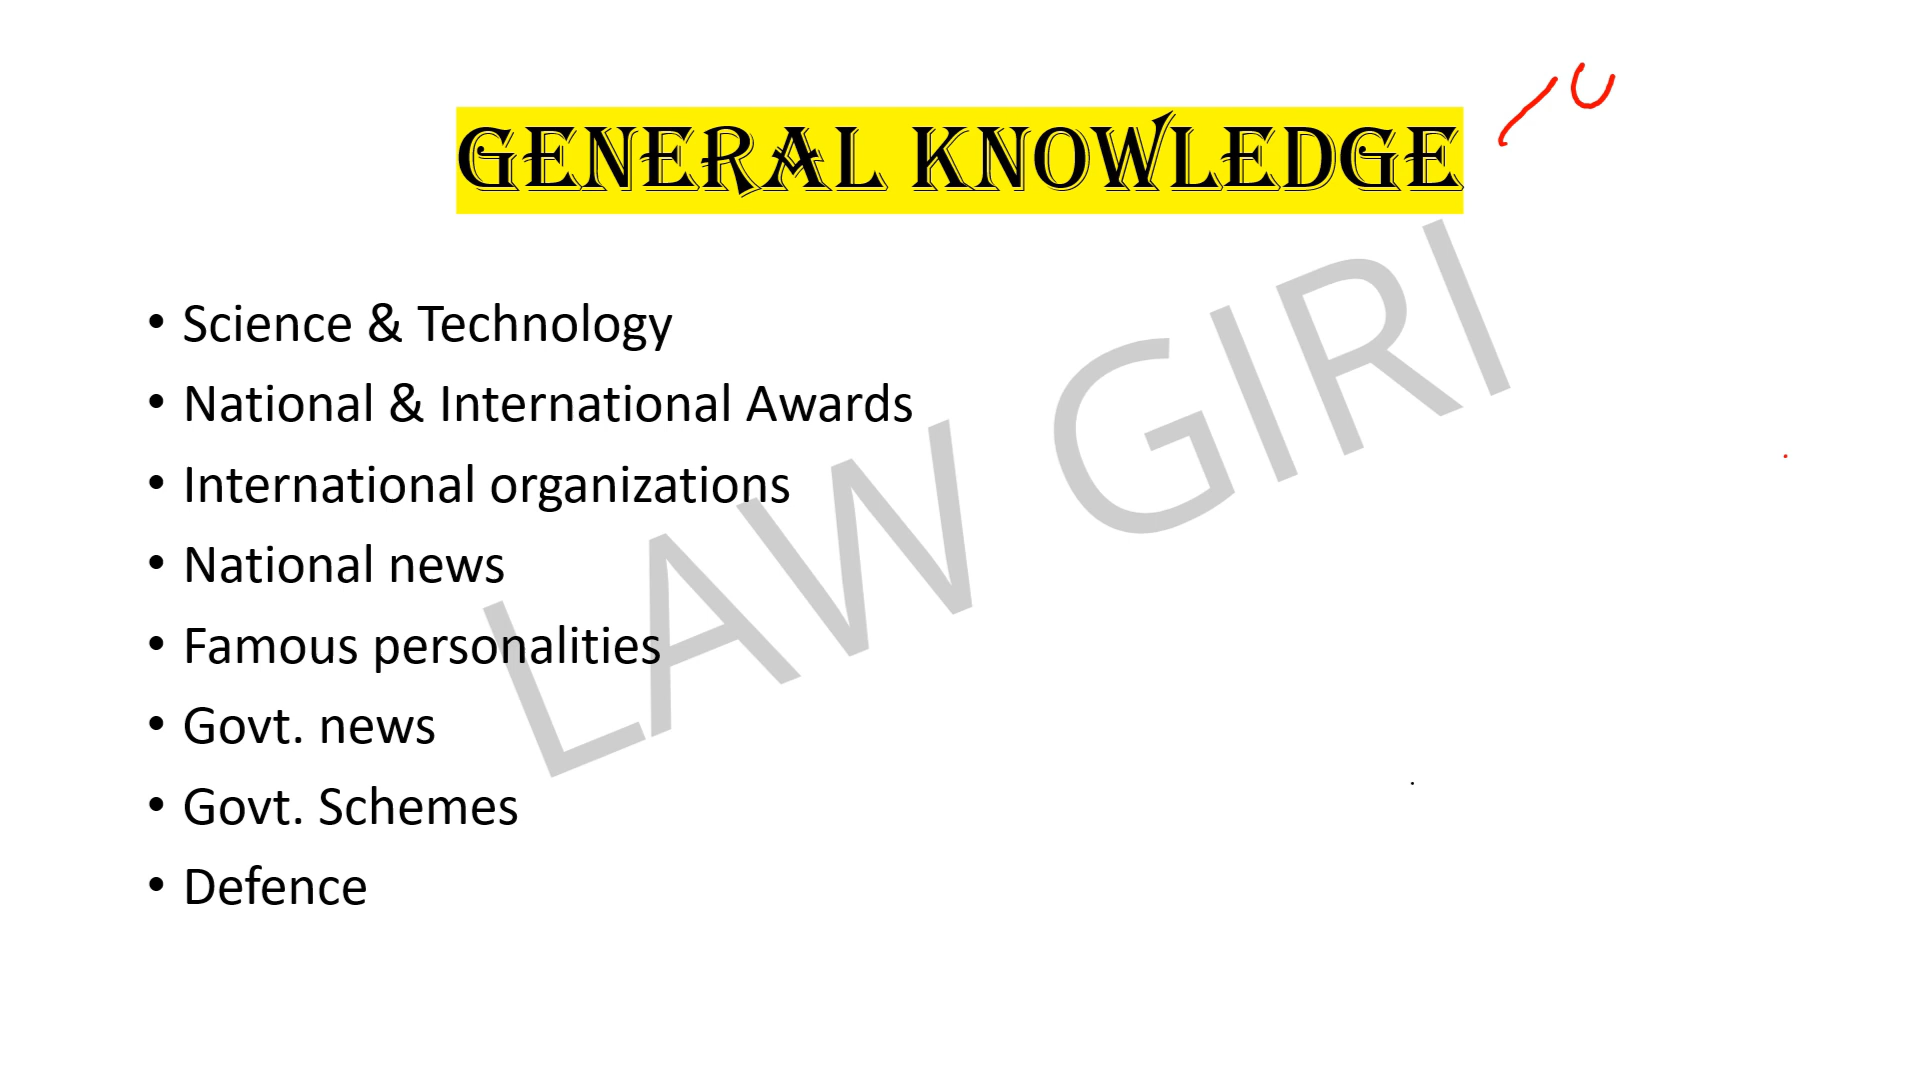 GENERAL KNOWLEDGE
• Science & Technology
• National & International Awards
• International organizations
• National news
• Famous personalities
• Govt. news
• Govt. Schemes
• Defence
LAW GIRI